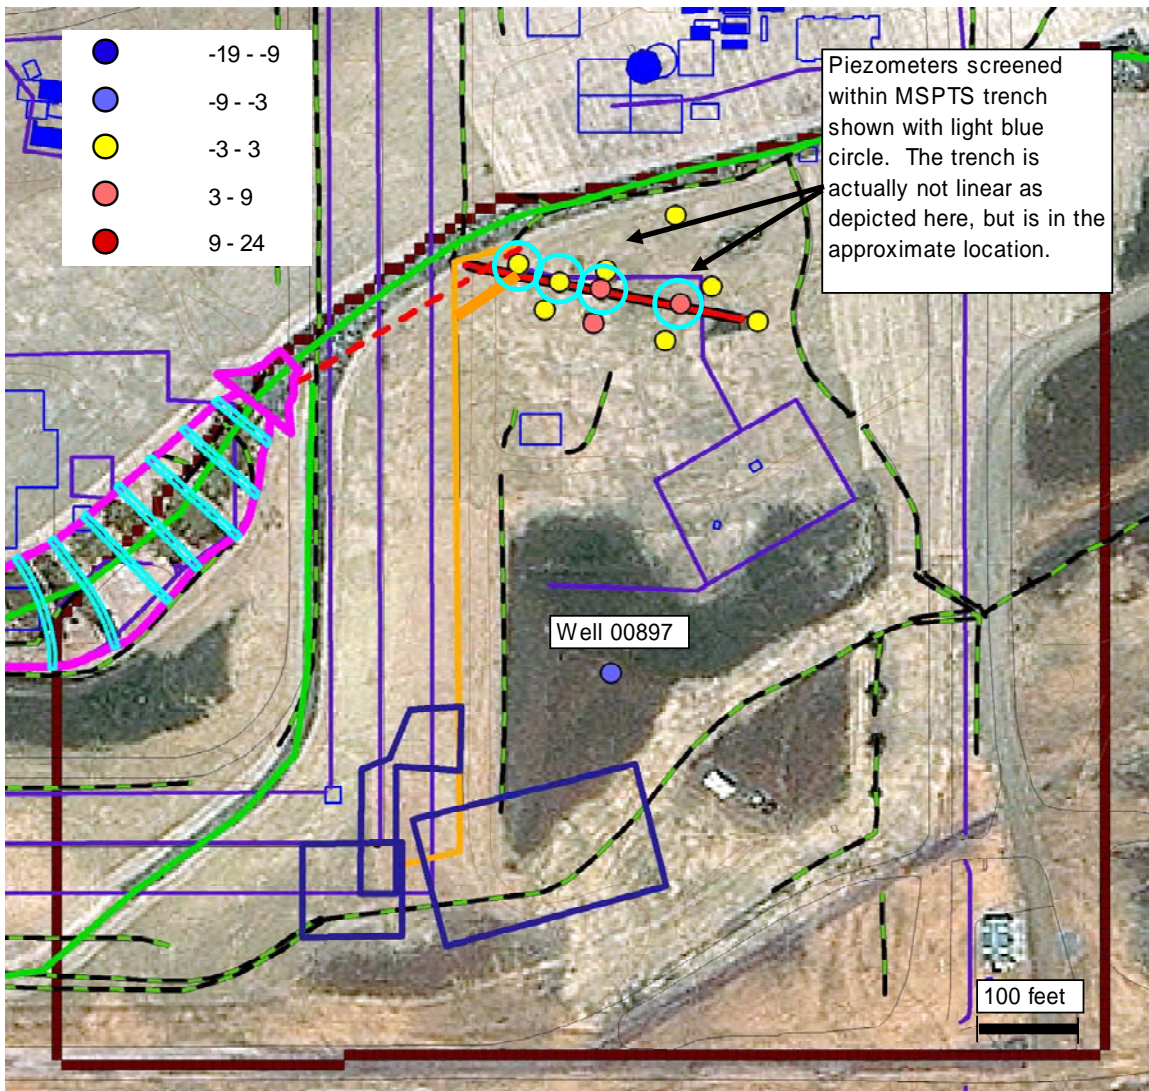 -19 - -9
-9 - -3
-3 - 3
3 - 9
9 - 24
Piezometers screened
within MSPTS trench
shown with light blue
circle. The trench is
actually not linear as
depicted here, but is in the
approximate location.
Well 00897
100 feet